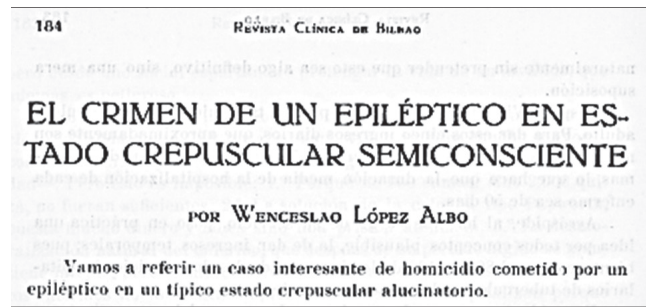 184 REVISTA CLÍNICA DE BILBAO
EL CRIMEN DE UN EPILÉPTICO EN ES-
TADO CREPUSCULAR SEMICONSCIENTE
POR WENCESLAO LÓPEZ ALBO
Vamos a referir un caso interesante de homicidio cometido por un
epiléptico en un típico estado crepuscular alucinatorio.